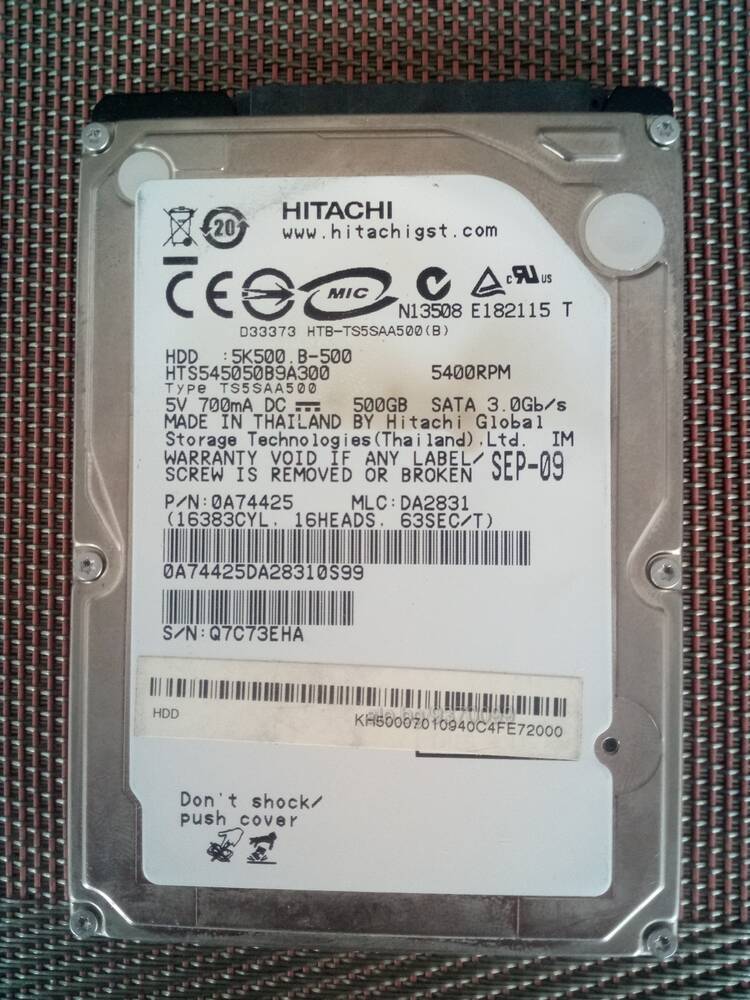 HITACHI
20
www.hitachigst.com
CE MIC c RU US
N13508 E182115 T
D33373 HTB-TS5SAA500(B)
HDD :5K500.B-500
HTS545050B9A300 5400RPM
Type TS5SAA500
5V 700mA DC 500GB SATA 3.0Gb/s
MADE IN THAILAND BY Hitachi Global
Storage Technologies(Thailand).Ltd. IM
WARRANTY VOID IF ANY LABEL/
SCREW IS REMOVED OR BROKEN SEP-09
P/N:0A74425 MLC:DA2831
(16383CYL. 16HEADS. 63SEC/T)
0A74425DA28310S99
S/N:Q7C73EHA
HDD
KH50007010940C4FE72000
Don't shock/
push cover